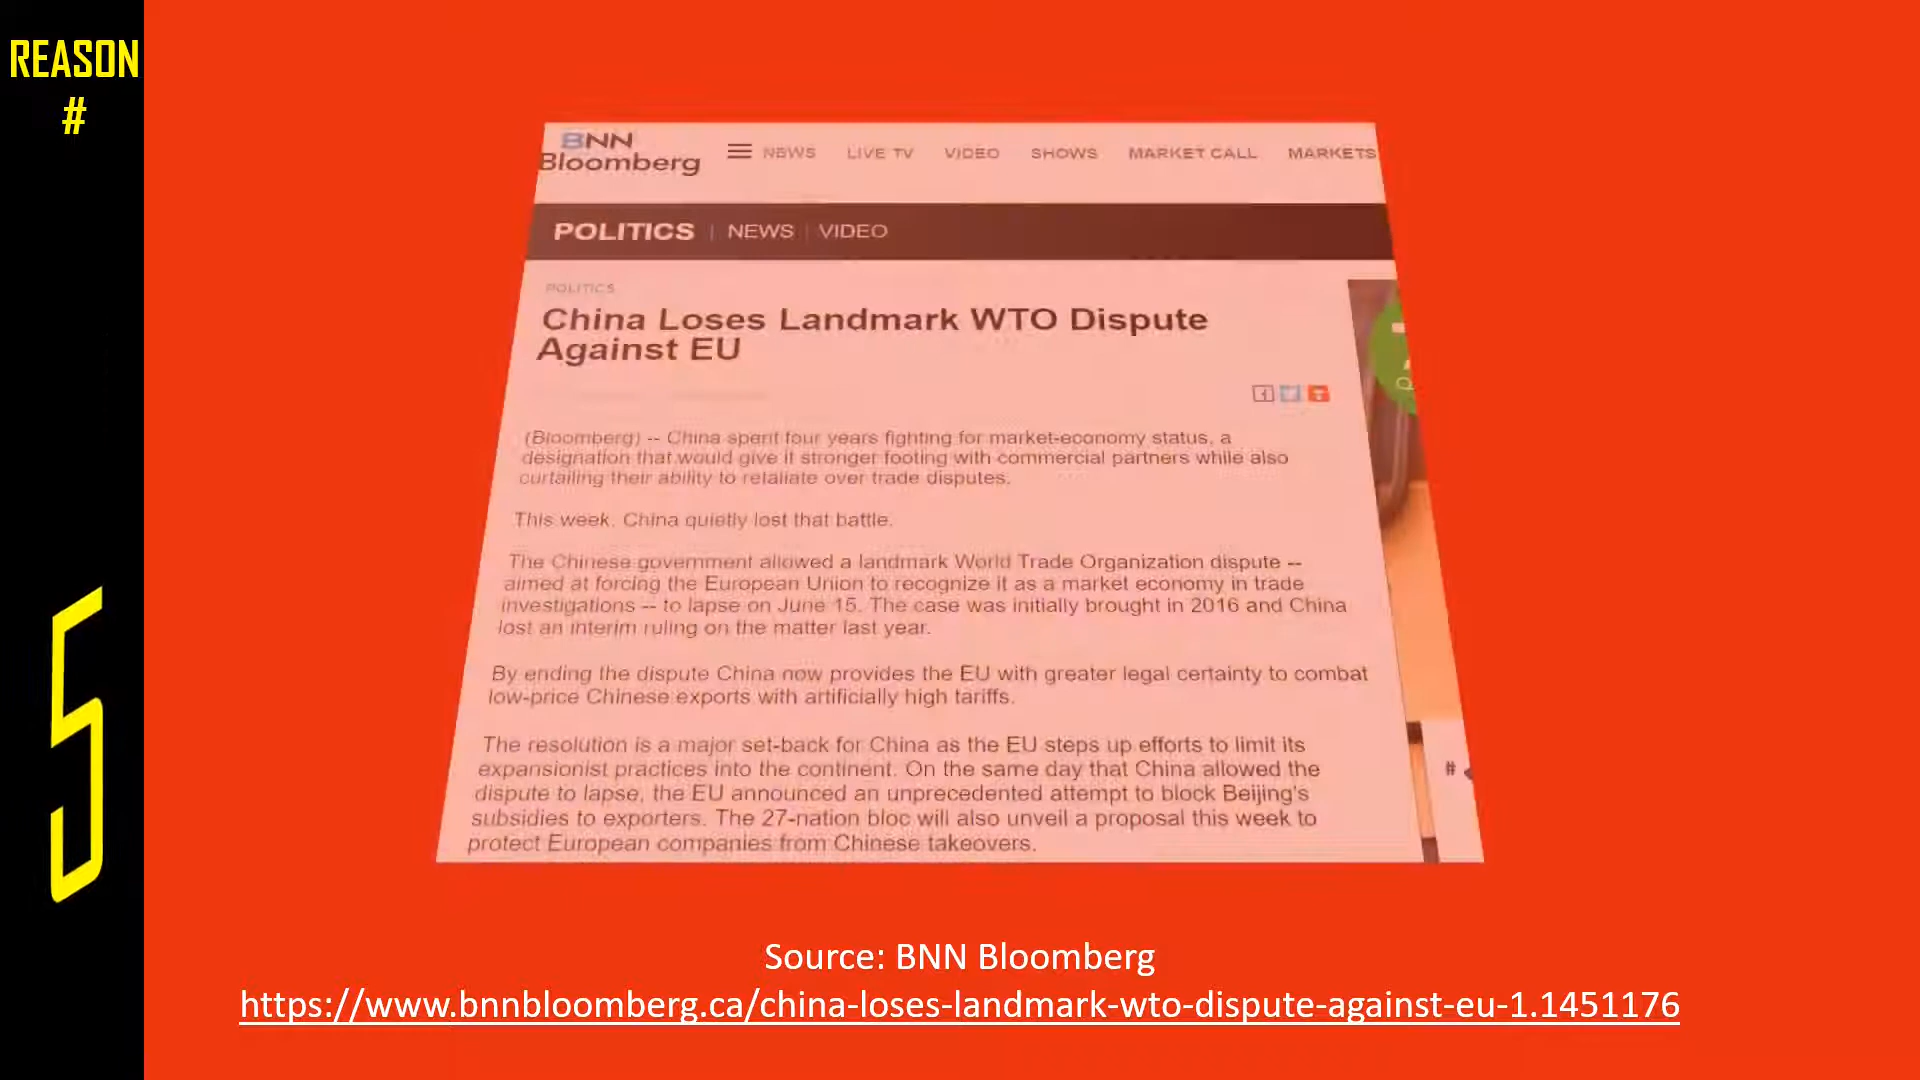 REASON
#
5
BNN
Bloomberg
NEWS LIVE TV VIDEO SHOWS MARKET CALL MARKETS
POLITICS | NEWS | VIDEO
POLITICS
China Loses Landmark WTO Dispute
Against EU
(Bloomberg) -- China spent four years fighting for market-economy status, a
designation that would give it stronger footing with commercial partners while also
curtailing their ability to retaliate over trade disputes.
This week, China quietly lost that battle.
The Chinese government allowed a landmark World Trade Organization dispute --
aimed at forcing the European Union to recognize it as a market economy in trade
investigations -- to lapse on June 15. The case was initially brought in 2016 and China
lost an interim ruling on the matter last year.
By ending the dispute China now provides the EU with greater legal certainty to combat
low-price Chinese exports with artificially high tariffs.
The resolution is a major set-back for China as the EU steps up efforts to limit its
expansionist practices into the continent. On the same day that China allowed the
dispute to lapse, the EU announced an unprecedented attempt to block Beijing's
subsidies to exporters. The 27-nation bloc will also unveil a proposal this week to
protect European companies from Chinese takeovers.
#
Source: BNN Bloomberg
https://www.bnnbloomberg.ca/china-loses-landmark-wto-dispute-against-eu-1.1451176